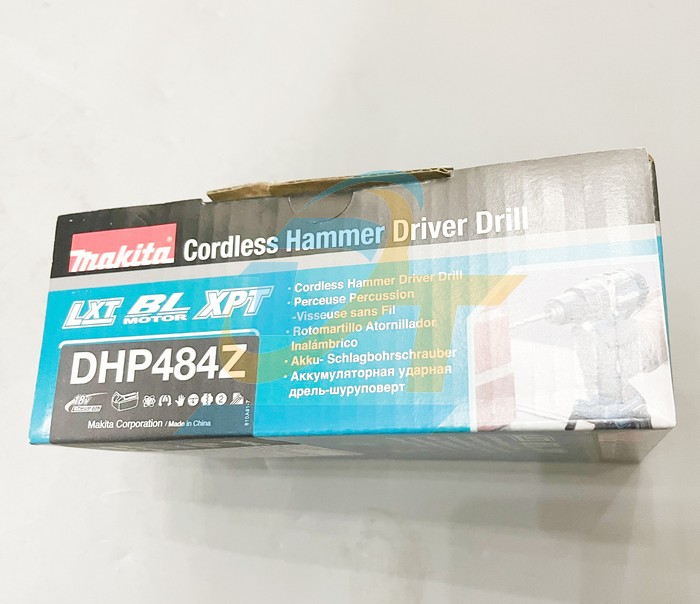 makita Cordless Hammer Driver Drill
LXT BL MOTOR XPT
DHP484Z
18V
Makita Corporation / Made in China
· Cordless Hammer Driver Drill
· Perceuse Percussion
-Visseuse sans Fil
· Rotomartillo Atornillador
Inalámbrico
· Akku- Schlagbohrschrauber
· Аккумуляторная ударная
дрель-шуруповерт